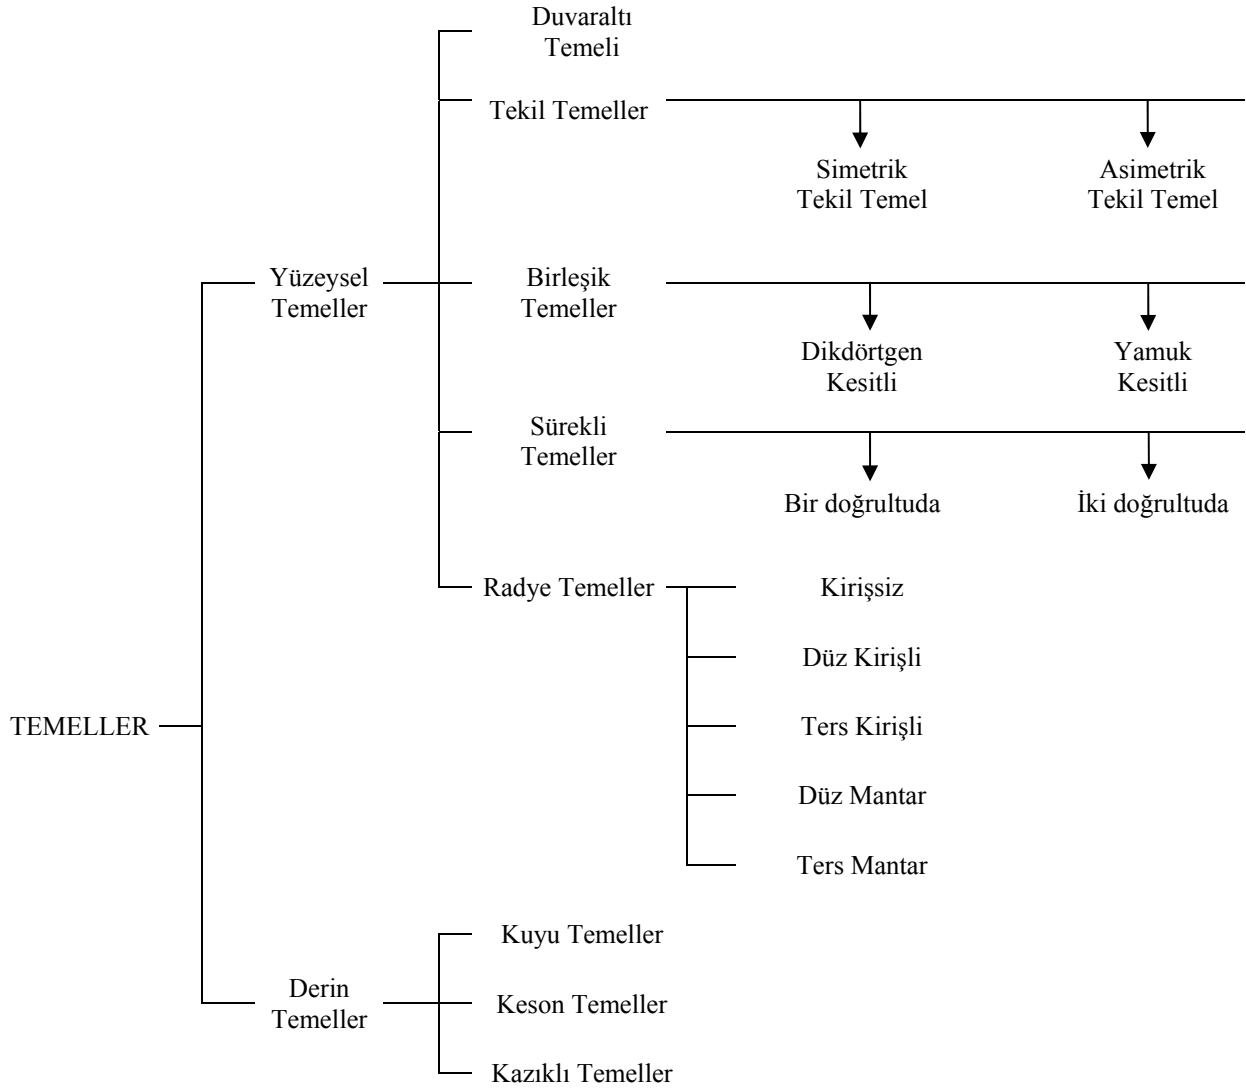 Duvaraltı
Temeli
Tekil Temeller
Simetrik
Tekil Temel
Asimetrik
Tekil Temel
Yüzeysel
Temeller
Birleşik
Temeller
Dikdörtgen
Kesitli
Yamuk
Kesitli
Sürekli
Temeller
Bir doğrultuda
İki doğrultuda
Radye Temeller
Kirişsiz
Düz Kirişli
Ters Kirişli
Düz Mantar
Ters Mantar
TEMELLER
Kuyu Temeller
Derin
Temeller
Keson Temeller
Kazıklı Temeller